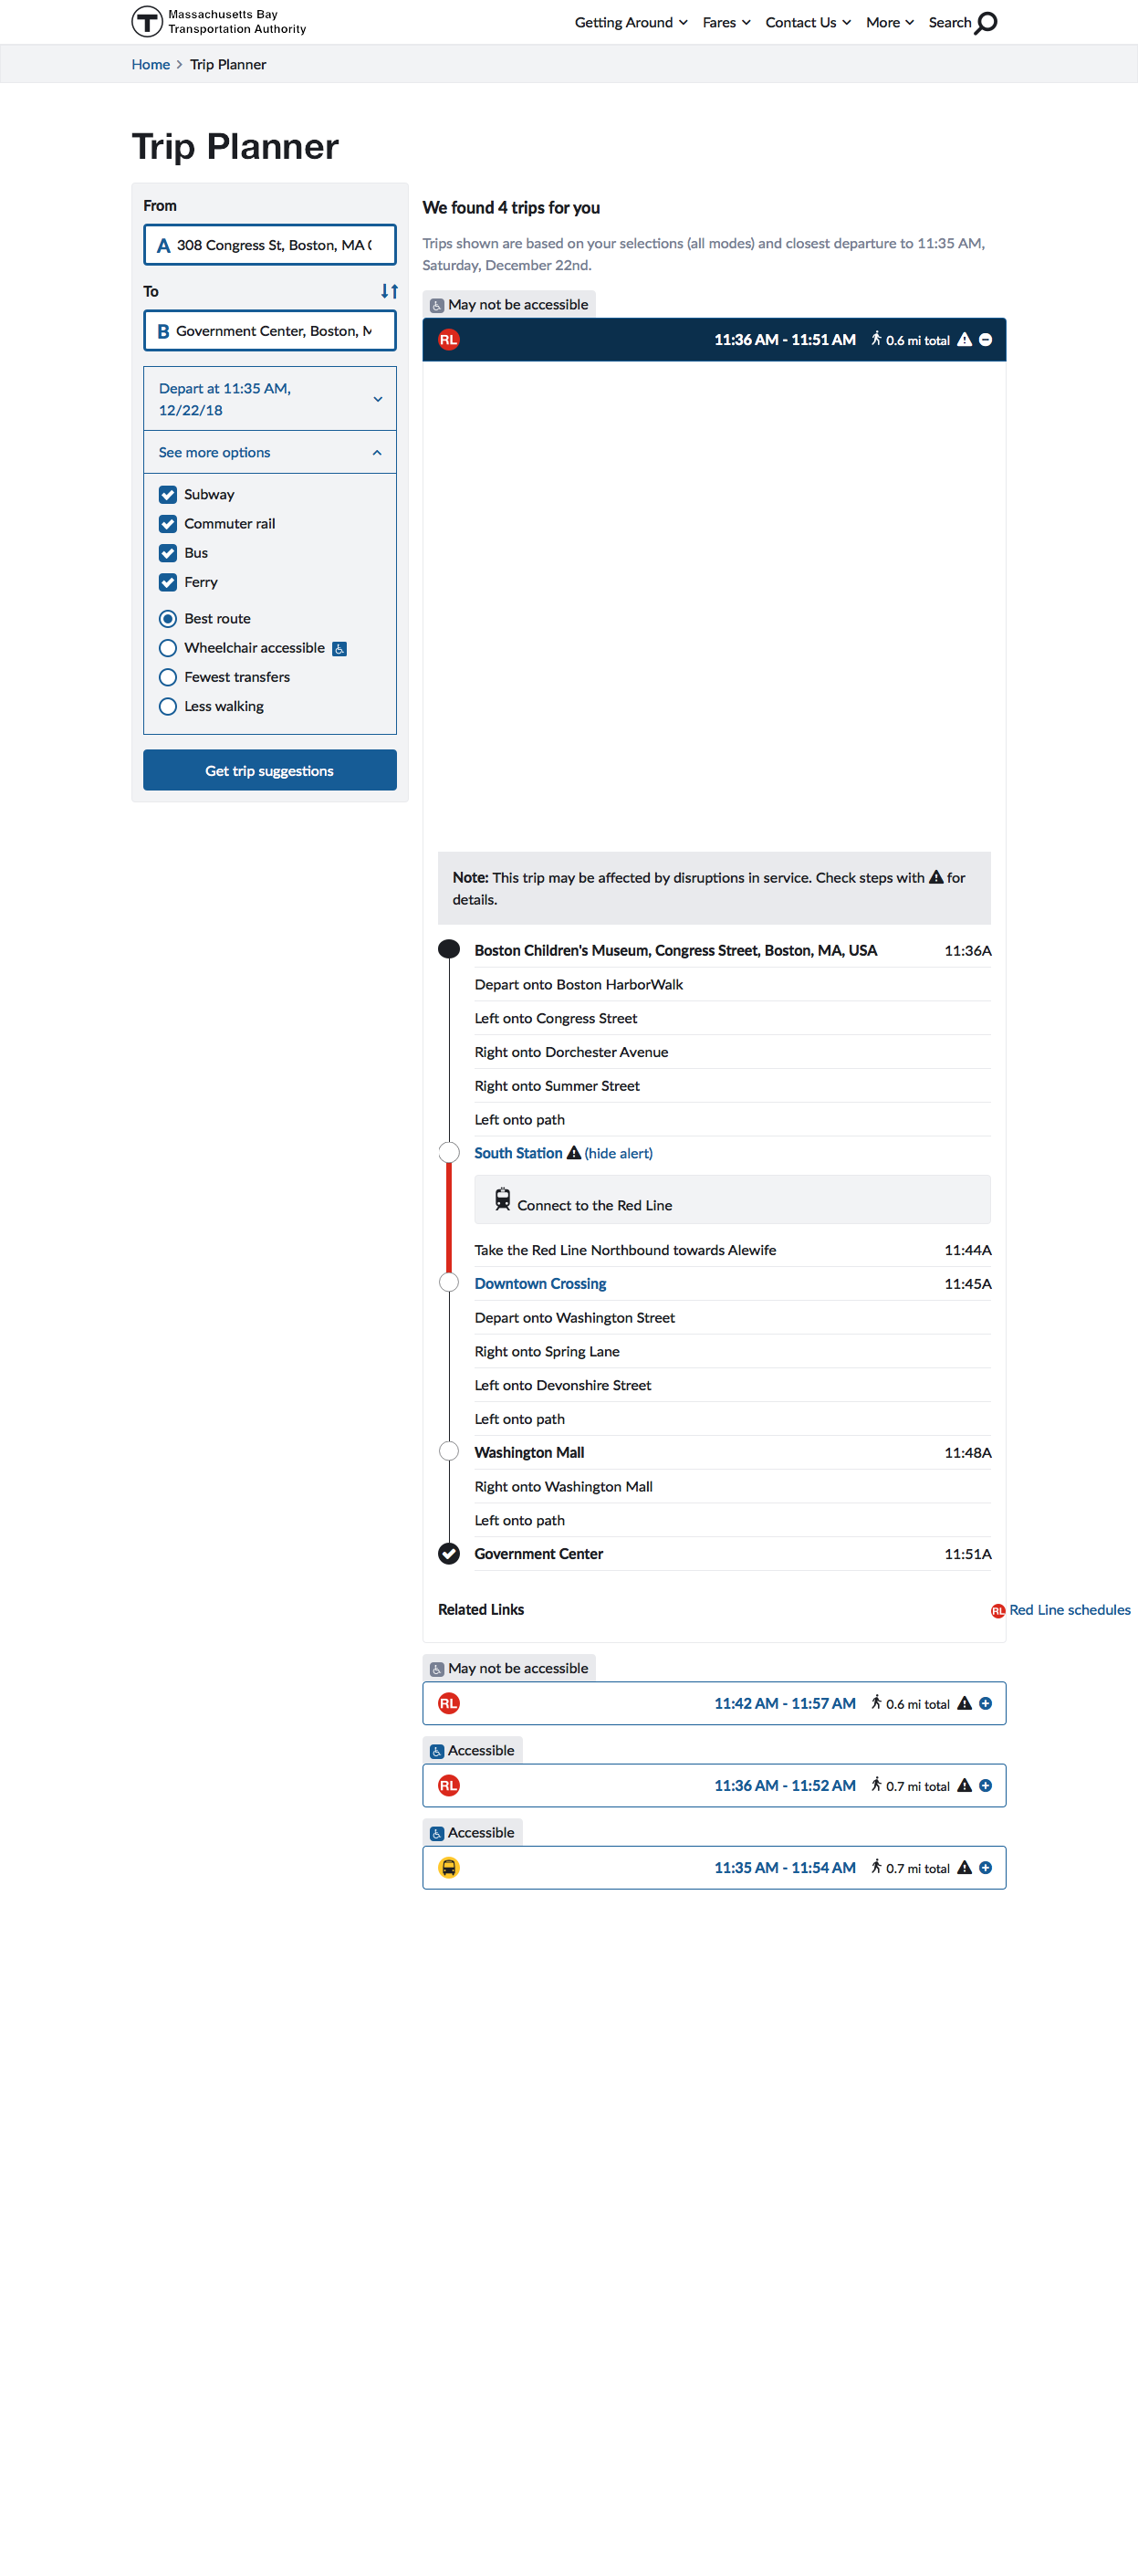 Massachusetts Bay
Transportation Authority
Getting Around
Fares
Contact Us
More
Search
Home > Trip Planner
Trip Planner
From
A 308 Congress St, Boston, MA
To
B Government Center, Boston,
Depart at 11:35 AM,
12/22/18
See more options
Subway
Commuter rail
Bus
Ferry
Best route
Wheelchair accessible
Fewest transfers
Less walking
Get trip suggestions
We found 4 trips for you
Trips shown are based on your selections (all modes) and closest departure to 11:35 AM,
Saturday, December 22nd.
May not be accessible
RL 11:36 AM - 11:51 AM 0.6 mi total
Note: This trip may be affected by disruptions in service. Check steps with for
details.
Boston Children's Museum, Congress Street, Boston, MA, USA 11:36A
Depart onto Boston HarborWalk
Left onto Congress Street
Right onto Dorchester Avenue
Right onto Summer Street
Left onto path
South Station (hide alert)
Connect to the Red Line
Take the Red Line Northbound towards Alewife 11:44A
Downtown Crossing 11:45A
Depart onto Washington Street
Right onto Spring Lane
Left onto Devonshire Street
Left onto path
Washington Mall 11:48A
Right onto Washington Mall
Left onto path
Government Center 11:51A
Related Links
RL Red Line schedules
May not be accessible
RL 11:42 AM - 11:57 AM 0.6 mi total
Accessible
RL 11:36 AM - 11:52 AM 0.7 mi total
Accessible
11:35 AM - 11:54 AM 0.7 mi total